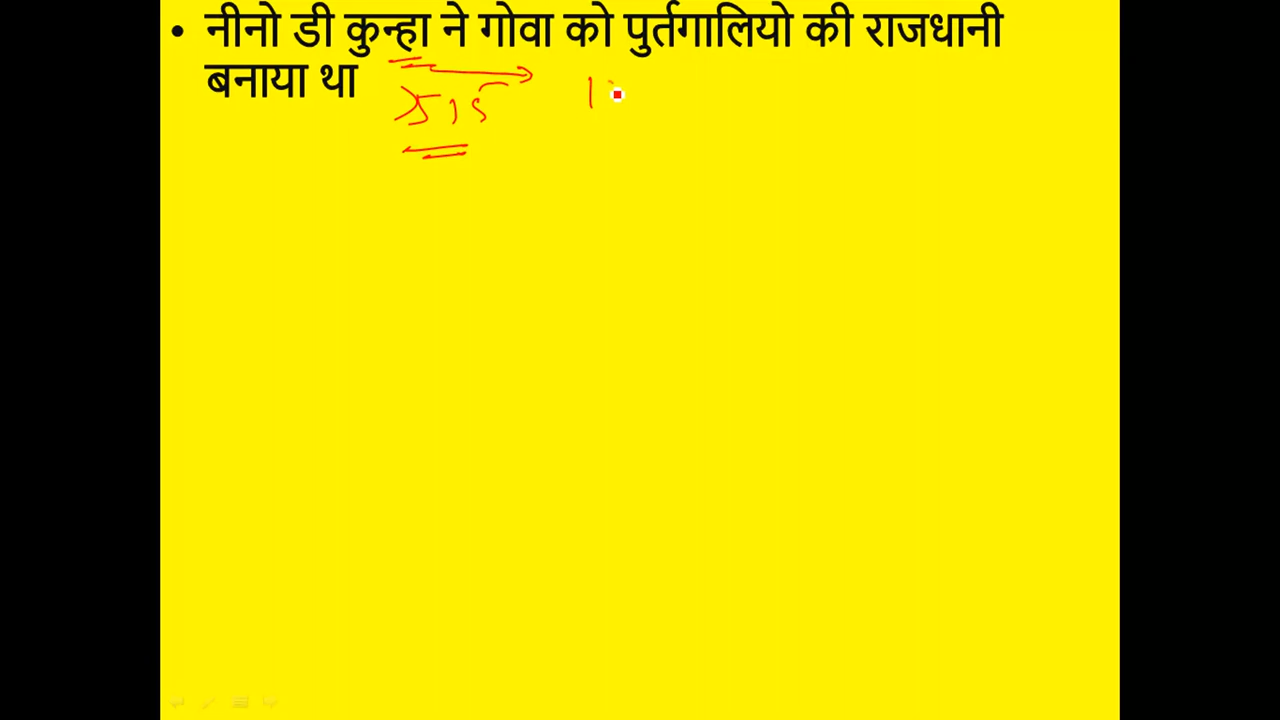 • नीनो डी कुन्हा ने गोवा को पुर्तगालियो की राजधानी
बनाया था